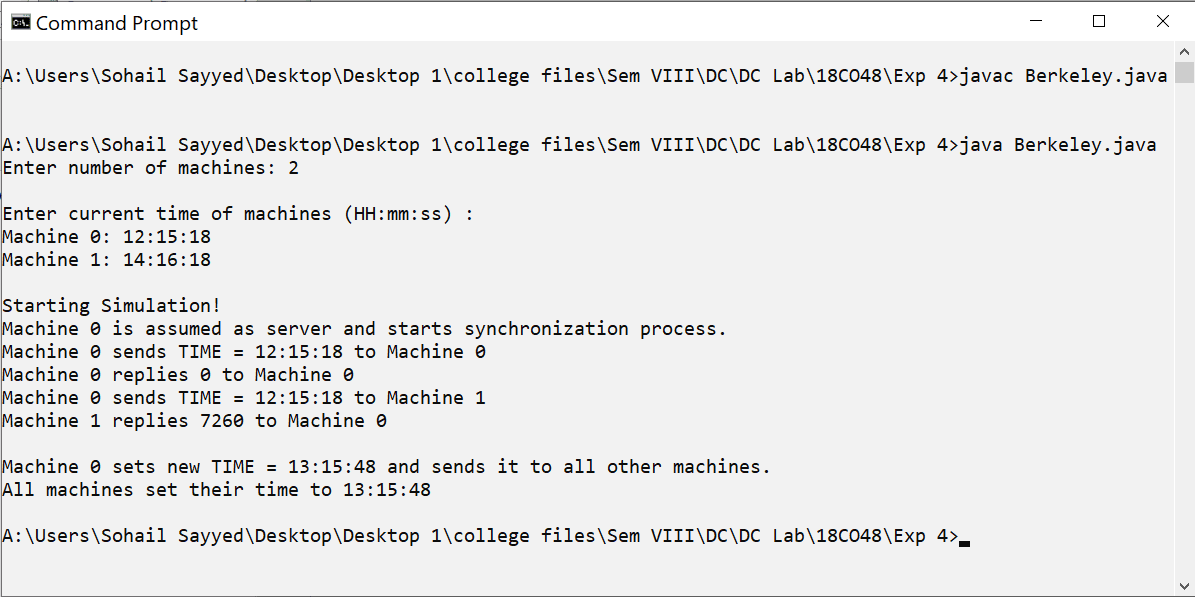 Command Prompt
A:\Users\Sohail Sayyed\Desktop\Desktop 1\college files\Sem VIII\DC\DC Lab\18CO48\Exp 4>javac Berkeley.java
A:\Users\Sohail Sayyed\Desktop\Desktop 1\college files\Sem VIII\DC\DC Lab\18CO48\Exp 4>java Berkeley.java
Enter number of machines: 2
Enter current time of machines (HH:mm:ss) :
Machine 0: 12:15:18
Machine 1: 14:16:18
Starting Simulation!
Machine 0 is assumed as server and starts synchronization process.
Machine 0 sends TIME = 12:15:18 to Machine 0
Machine 0 replies 0 to Machine 0
Machine 0 sends TIME = 12:15:18 to Machine 1
Machine 1 replies 7260 to Machine 0
Machine 0 sets new TIME = 13:15:48 and sends it to all other machines.
All machines set their time to 13:15:48
A:\Users\Sohail Sayyed\Desktop\Desktop 1\college files\Sem VIII\DC\DC Lab\18CO48\Exp 4>